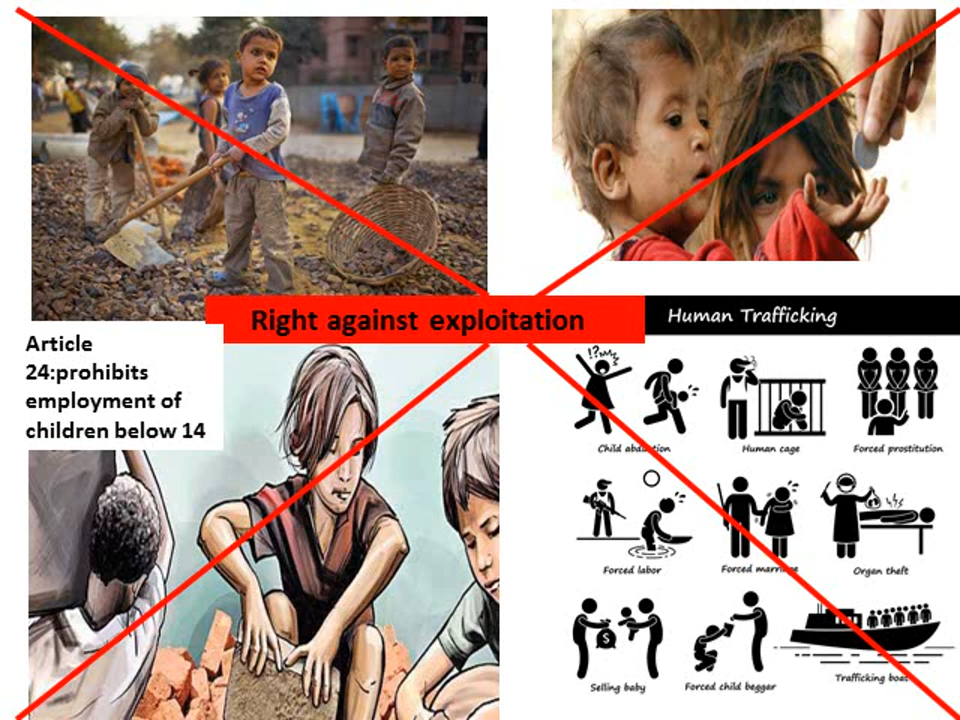 Right against exploitation
Article
24:prohibits
employment of
children below 14
Human Trafficking
!?? 
Child abduction
Human cage
Forced prostitution
Forced labor
Forced marriage
Organ theft
$
Selling baby
Forced child beggar
Trafficking boat